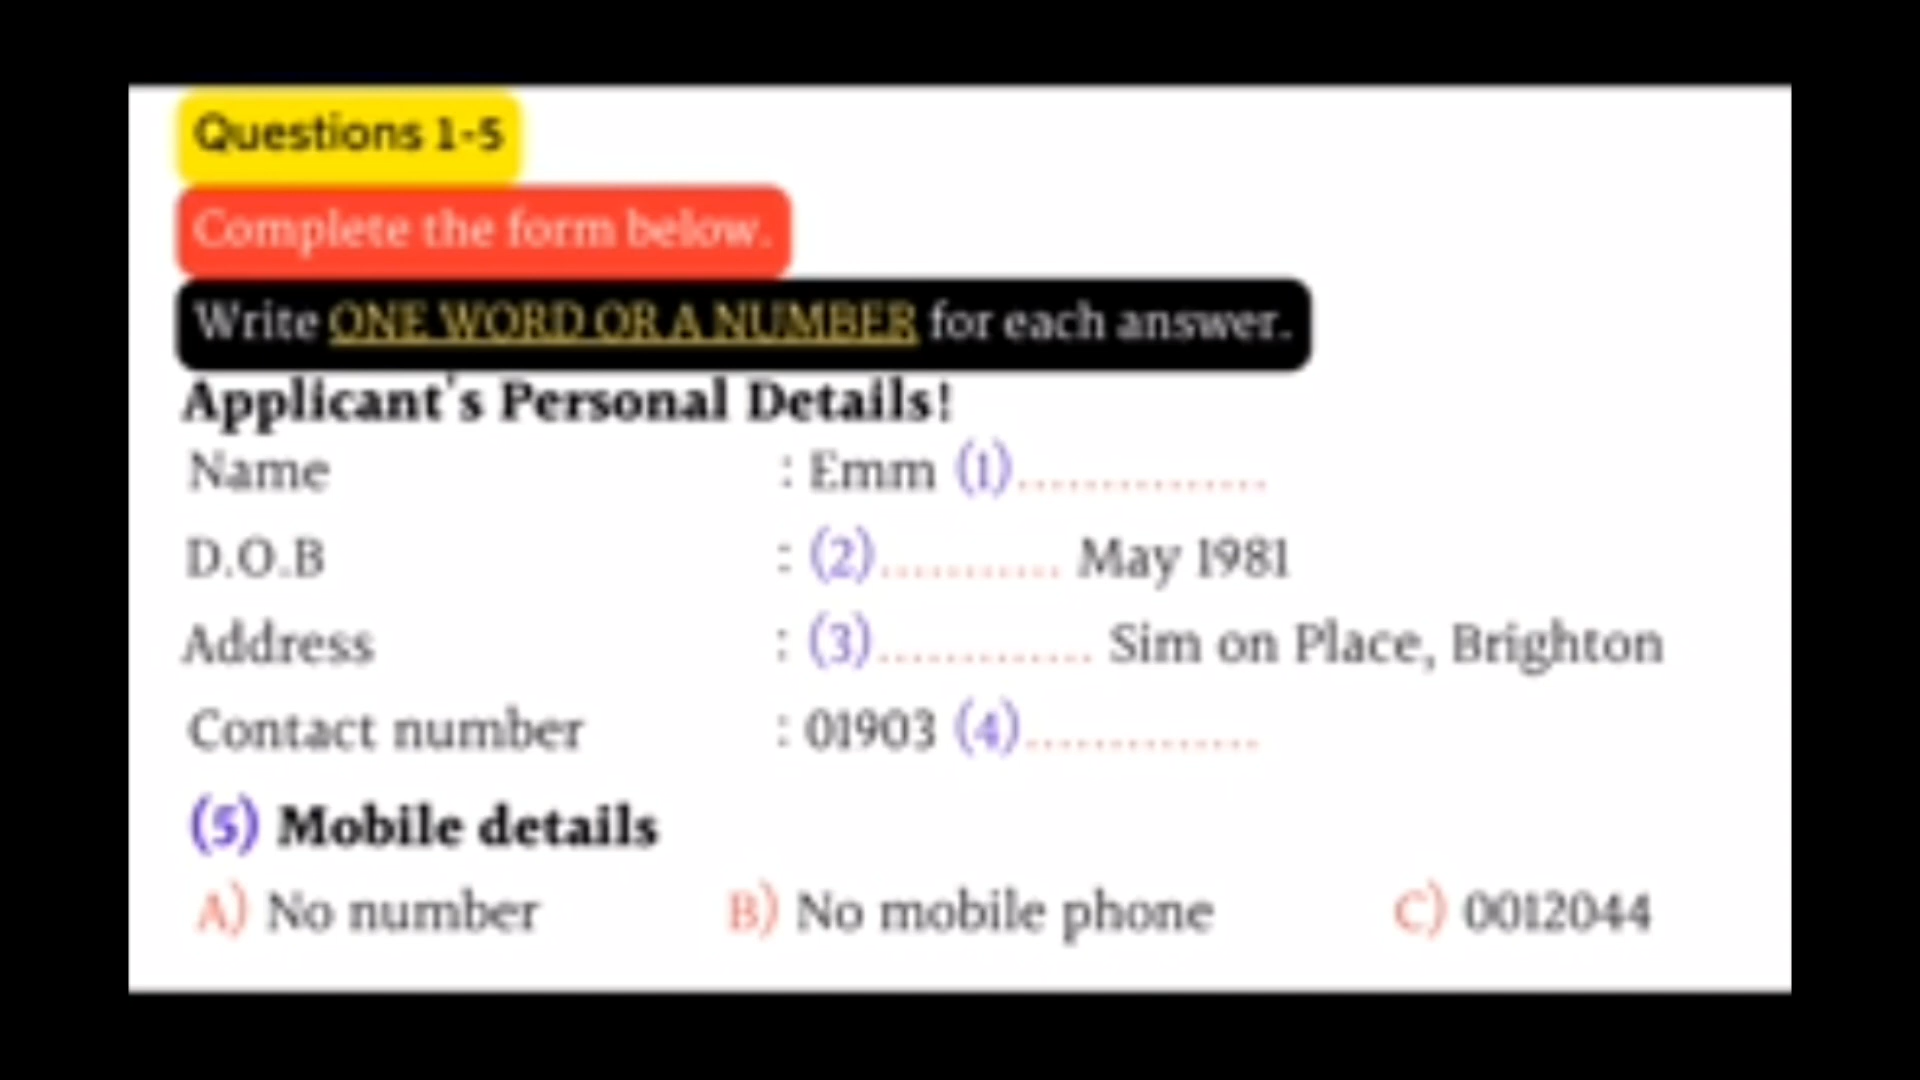 Questions 1-5
Complete the form below.
Write ONE WORD OR A NUMBER for each answer.
Applicant's Personal Details!
Name : Emm (1)...............
D.O.B : (2)........... May 1981
Address : (3)............. Sim on Place, Brighton
Contact number : 01903 (4)..............
(5) Mobile details
A) No number B) No mobile phone C) 0012044